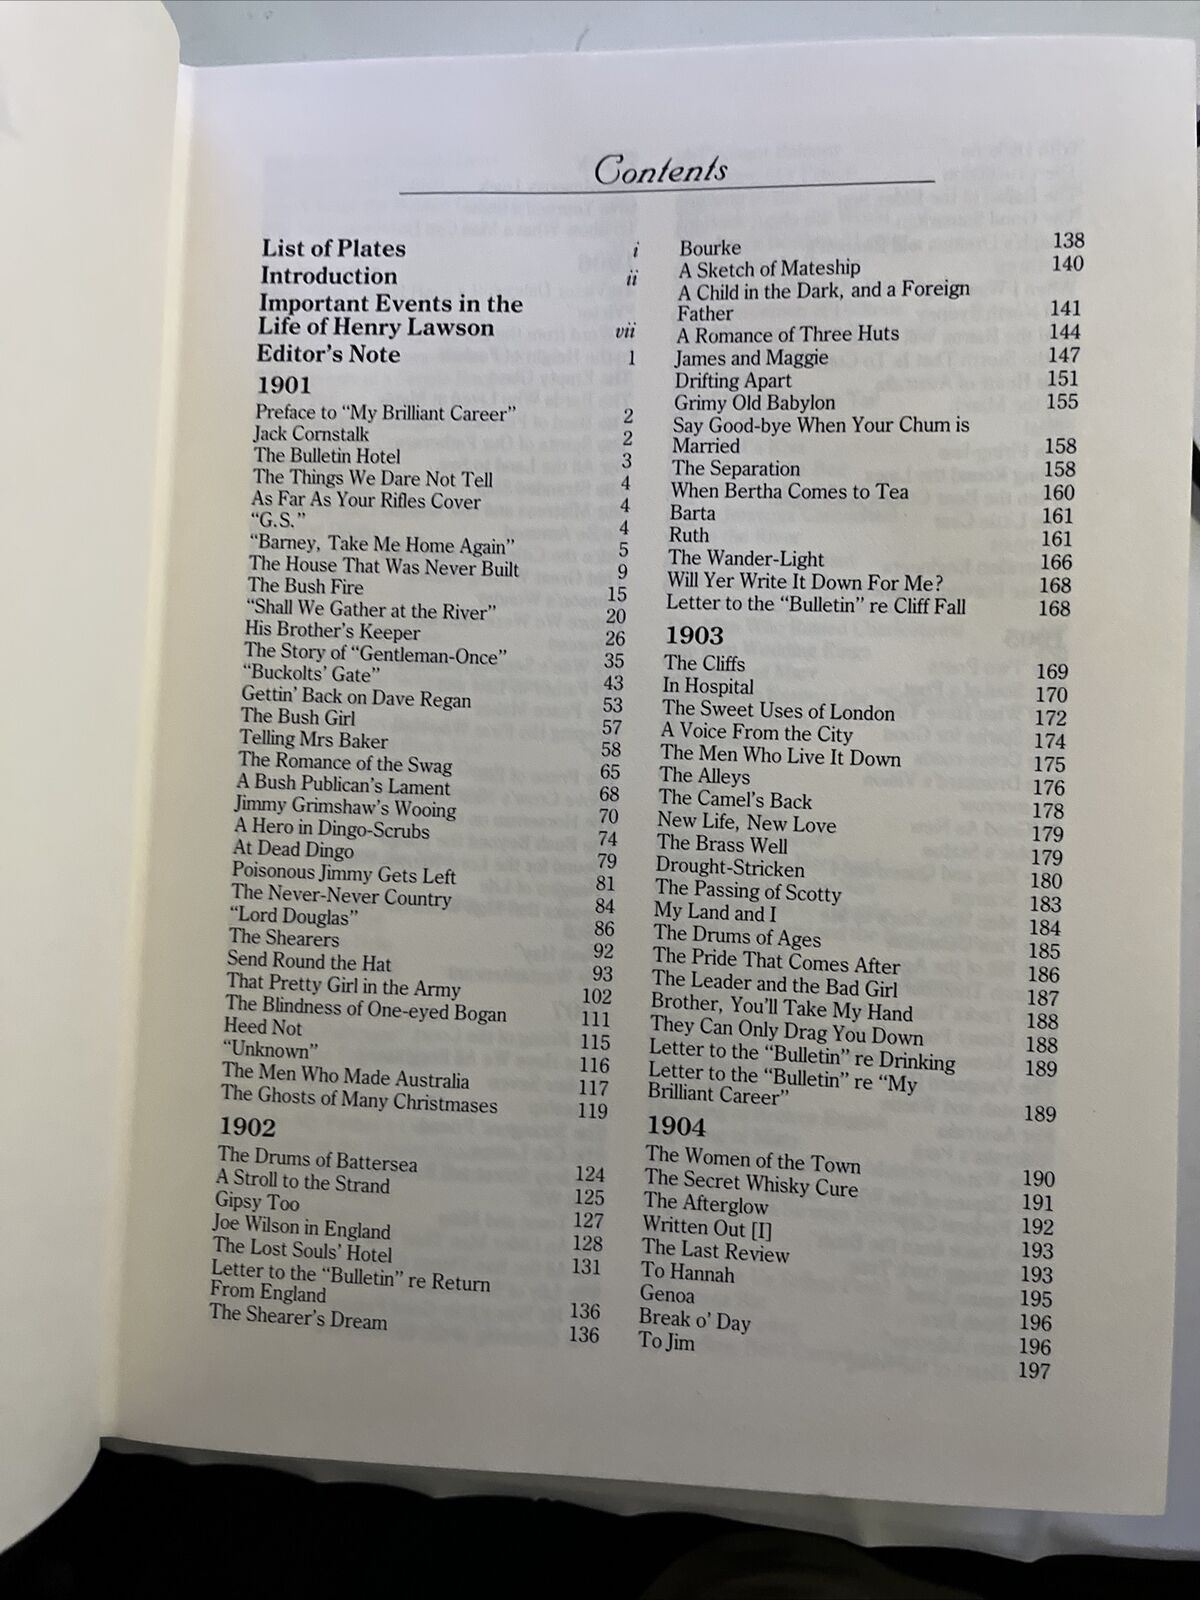 Contents
List of Plates i
Introduction ii
Important Events in the
Life of Henry Lawson vii
Editor's Note 1
1901
Preface to "My Brilliant Career" 2
Jack Cornstalk 2
The Bulletin Hotel 3
The Things We Dare Not Tell 4
As Far As Your Rifles Cover 4
"G.S." 4
"Barney, Take Me Home Again" 5
The House That Was Never Built 9
The Bush Fire 15
"Shall We Gather at the River" 20
His Brother's Keeper 26
The Story of "Gentleman-Once" 35
"Buckolts' Gate" 43
Gettin' Back on Dave Regan 53
The Bush Girl 57
Telling Mrs Baker 58
The Romance of the Swag 65
A Bush Publican's Lament 68
Jimmy Grimshaw's Wooing 70
A Hero in Dingo-Scrubs 74
At Dead Dingo 79
Poisonous Jimmy Gets Left 81
The Never-Never Country 84
"Lord Douglas" 86
The Shearers 92
Send Round the Hat 93
That Pretty Girl in the Army 102
The Blindness of One-eyed Bogan 111
Heed Not 115
"Unknown" 116
The Men Who Made Australia 117
The Ghosts of Many Christmases 119
1902
The Drums of Battersea 124
A Stroll to the Strand 125
Gipsy Too 127
Joe Wilson in England 128
The Lost Souls' Hotel 131
Letter to the "Bulletin" re Return
From England 136
The Shearer's Dream 136
Bourke 138
A Sketch of Mateship 140
A Child in the Dark, and a Foreign
Father 141
A Romance of Three Huts 144
James and Maggie 147
Drifting Apart 151
Grimy Old Babylon 155
Say Good-bye When Your Chum is
Married 158
The Separation 158
When Bertha Comes to Tea 160
Barta 161
Ruth 161
The Wander-Light 166
Will Yer Write It Down For Me? 168
Letter to the "Bulletin" re Cliff Fall 168
1903
The Cliffs 169
In Hospital 170
The Sweet Uses of London 172
A Voice From the City 174
The Men Who Live It Down 175
The Alleys 176
The Camel's Back 178
New Life, New Love 179
The Brass Well 179
Drought-Stricken 180
The Passing of Scotty 183
My Land and I 184
The Drums of Ages 185
The Pride That Comes After 186
The Leader and the Bad Girl 187
Brother, You'll Take My Hand 188
They Can Only Drag You Down 188
Letter to the "Bulletin" re Drinking 189
Letter to the "Bulletin" re "My
Brilliant Career" 189
1904
The Women of the Town 190
The Secret Whisky Cure 191
The Afterglow 192
Written Out [I] 193
The Last Review 193
To Hannah 195
Genoa 196
Break o' Day 196
To Jim 197